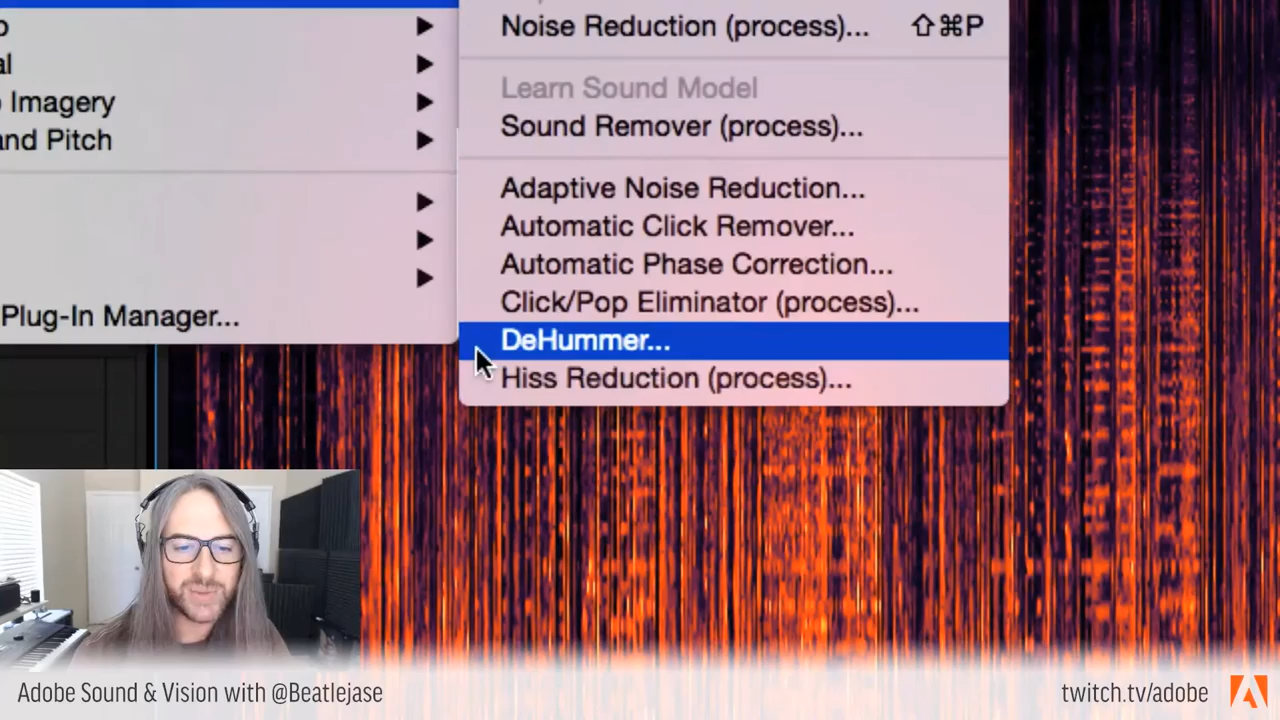 Noise Reduction (process)... ⇧⌘P
Learn Sound Model
Imagery
Sound Remover (process)...
and Pitch
Adaptive Noise Reduction...
Automatic Click Remover...
Automatic Phase Correction...
Click/Pop Eliminator (process)...
Plug-In Manager...
DeHummer...
Hiss Reduction (process)...
Adobe Sound & Vision with @Beatlejase
twitch.tv/adobe